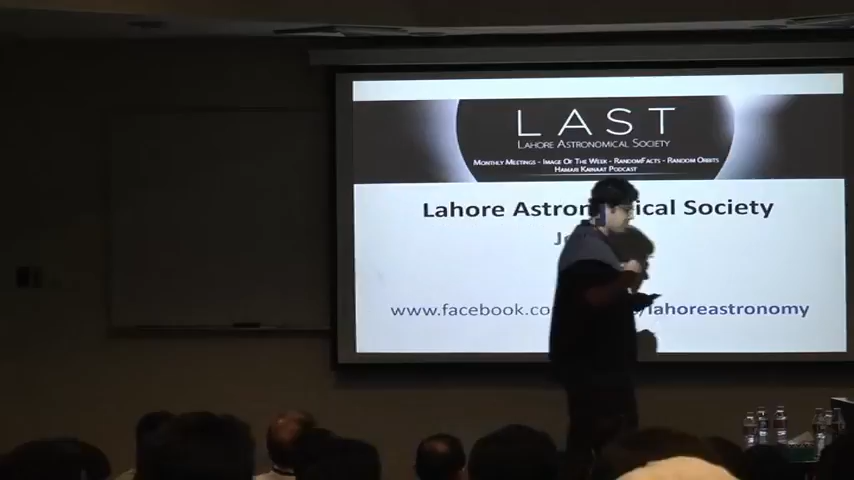 LAST
LAHORE ASTRONOMICAL SOCIETY
MONTHLY MEETINGS - IMAGE OF THE WEEK - RANDOMFACTS - RANDOM ORBITS
HAMARI KAINAAT PODCAST
Lahore Astron ical Society
www.facebook.co /lahoreastronomy